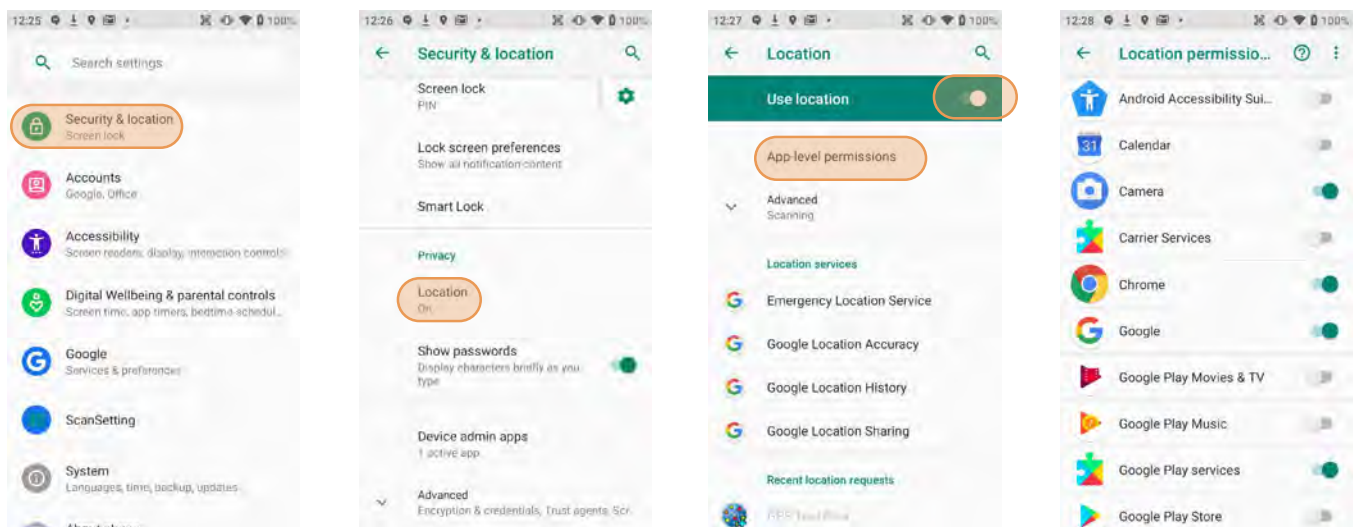 12:25 100%
Search settings
Security & location
Screen lock
Accounts
Google, Office
Accessibility
Screen readers, display, interaction controls
Digital Wellbeing & parental controls
Screen time, app timers, bedtime schedul...
Google
Services & preferences
ScanSetting
System
Languages, time, backup, updates
12:26 100%
Security & location
Screen lock
PIN
Lock screen preferences
Show all notification content
Smart Lock
Privacy
Location
On
Show passwords
Display characters briefly as you
type
Device admin apps
1 active app
Advanced
Encryption & credentials, Trust agents, Scr..
12:27 100%
Location
Use location
App-level permissions
Advanced
Scanning
Location services
Emergency Location Service
Google Location Accuracy
Google Location History
Google Location Sharing
Recent location requests
12:28 100%
Location permissio...
Android Accessibility Sui...
31 Calendar
Camera
Carrier Services
Chrome
Google
Google Play Movies & TV
Google Play Music
Google Play services
Google Play Store